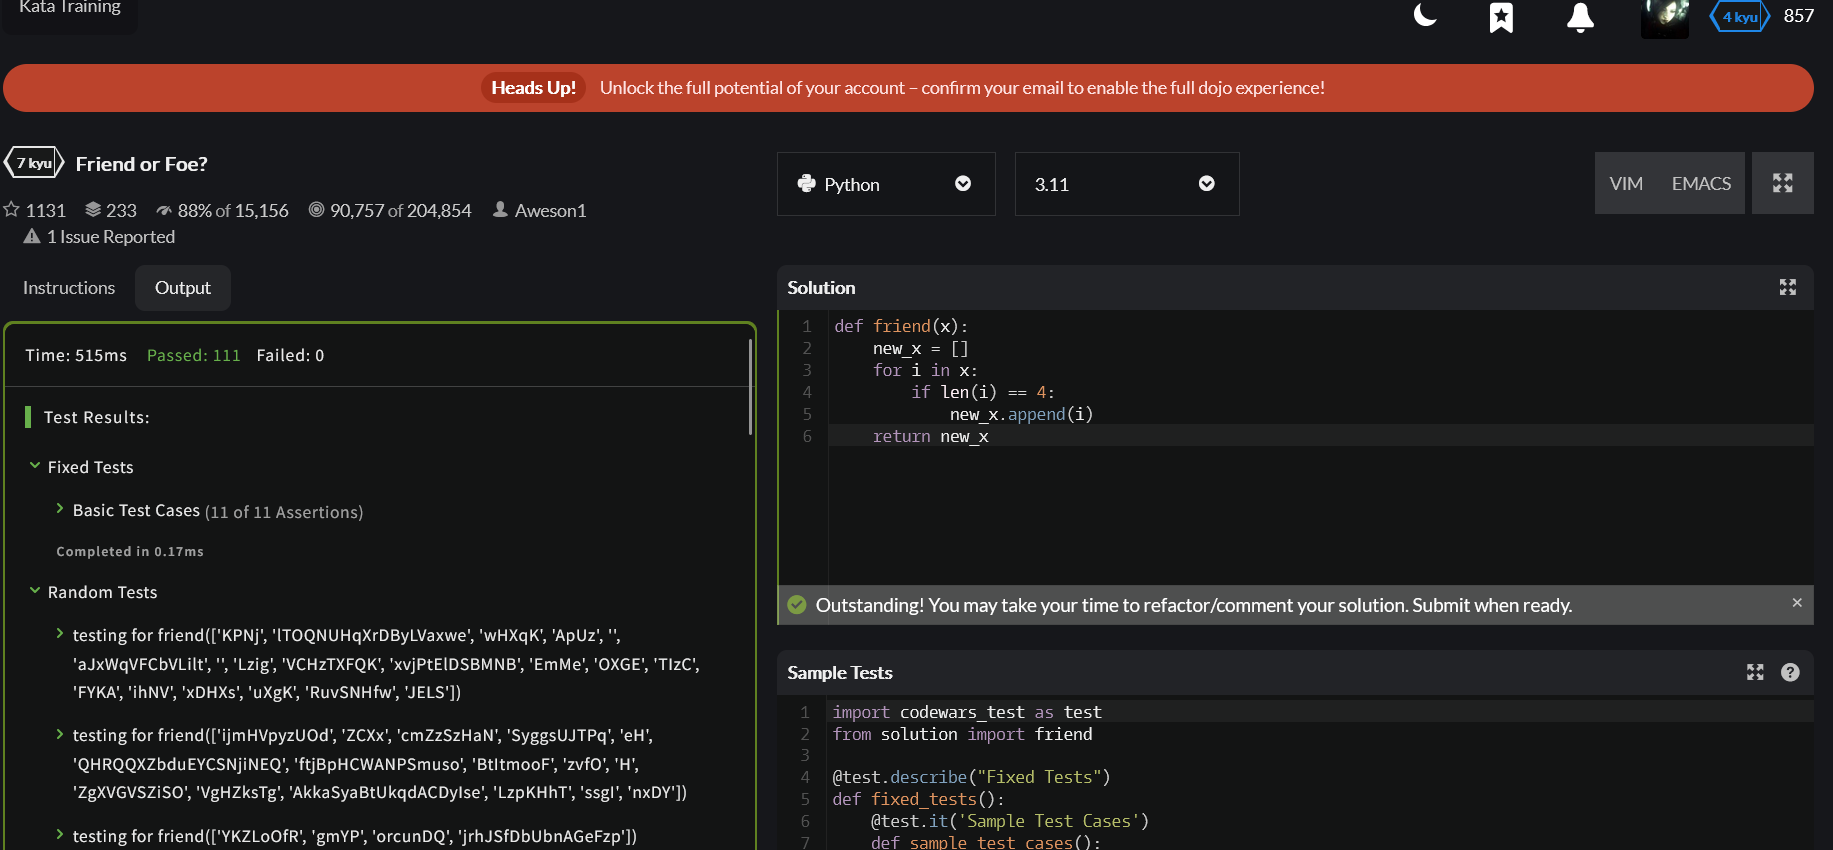 Kata Training
4 kyu 857
Heads Up! Unlock the full potential of your account – confirm your email to enable the full dojo experience!
7 kyu Friend or Foe?
1131 233 88% of 15,156 90,757 of 204,854 Aweson1
1 Issue Reported
Instructions Output
Time: 515ms Passed: 111 Failed: 0
Test Results:
Fixed Tests
Basic Test Cases (11 of 11 Assertions)
Completed in 0.17ms
Random Tests
testing for friend(['KPNj', 'lTOQNUHqXrDByLVaxwe', 'wHXqK', 'ApUz', '',
'aJxWqVFCbVLilt', '', 'Lzig', 'VCHzTXFQK', 'xvjPtElDSBMNB', 'EmMe', 'OXGE', 'TIzC',
'FYKA', 'ihNV', 'xDHXs', 'uXgK', 'RuvSNHfw', 'JELS'])
testing for friend(['ijmHVpyzUOd', 'ZCXx', 'cmZzSzHaN', 'SyggsUJTPq', 'eH',
'QHRQQXZbduEYCSNjiNEQ', 'ftjBpHCWANPSmuso', 'BtItmooF', 'zvfO', 'H',
'ZgXVGVSZiSO', 'VgHZksTg', 'AkkaSyaBtUkqdACDyIse', 'LzpKHhT', 'ssgI', 'nxDY'])
testing for friend(['YKZLoOfR', 'gmYP', 'orcunDQ', 'jrhJSfDbUbnAGeFzp'])
Python 3.11 VIM EMACS
Solution
1 def friend(x):
2 new_x = []
3 for i in x:
4 if len(i) == 4:
5 new_x.append(i)
6 return new_x
Outstanding! You may take your time to refactor/comment your solution. Submit when ready.
Sample Tests
1 import codewars_test as test
2 from solution import friend
3
4 @test.describe("Fixed Tests")
5 def fixed_tests():
6 @test.it('Sample Test Cases')
7 def sample_test_cases():